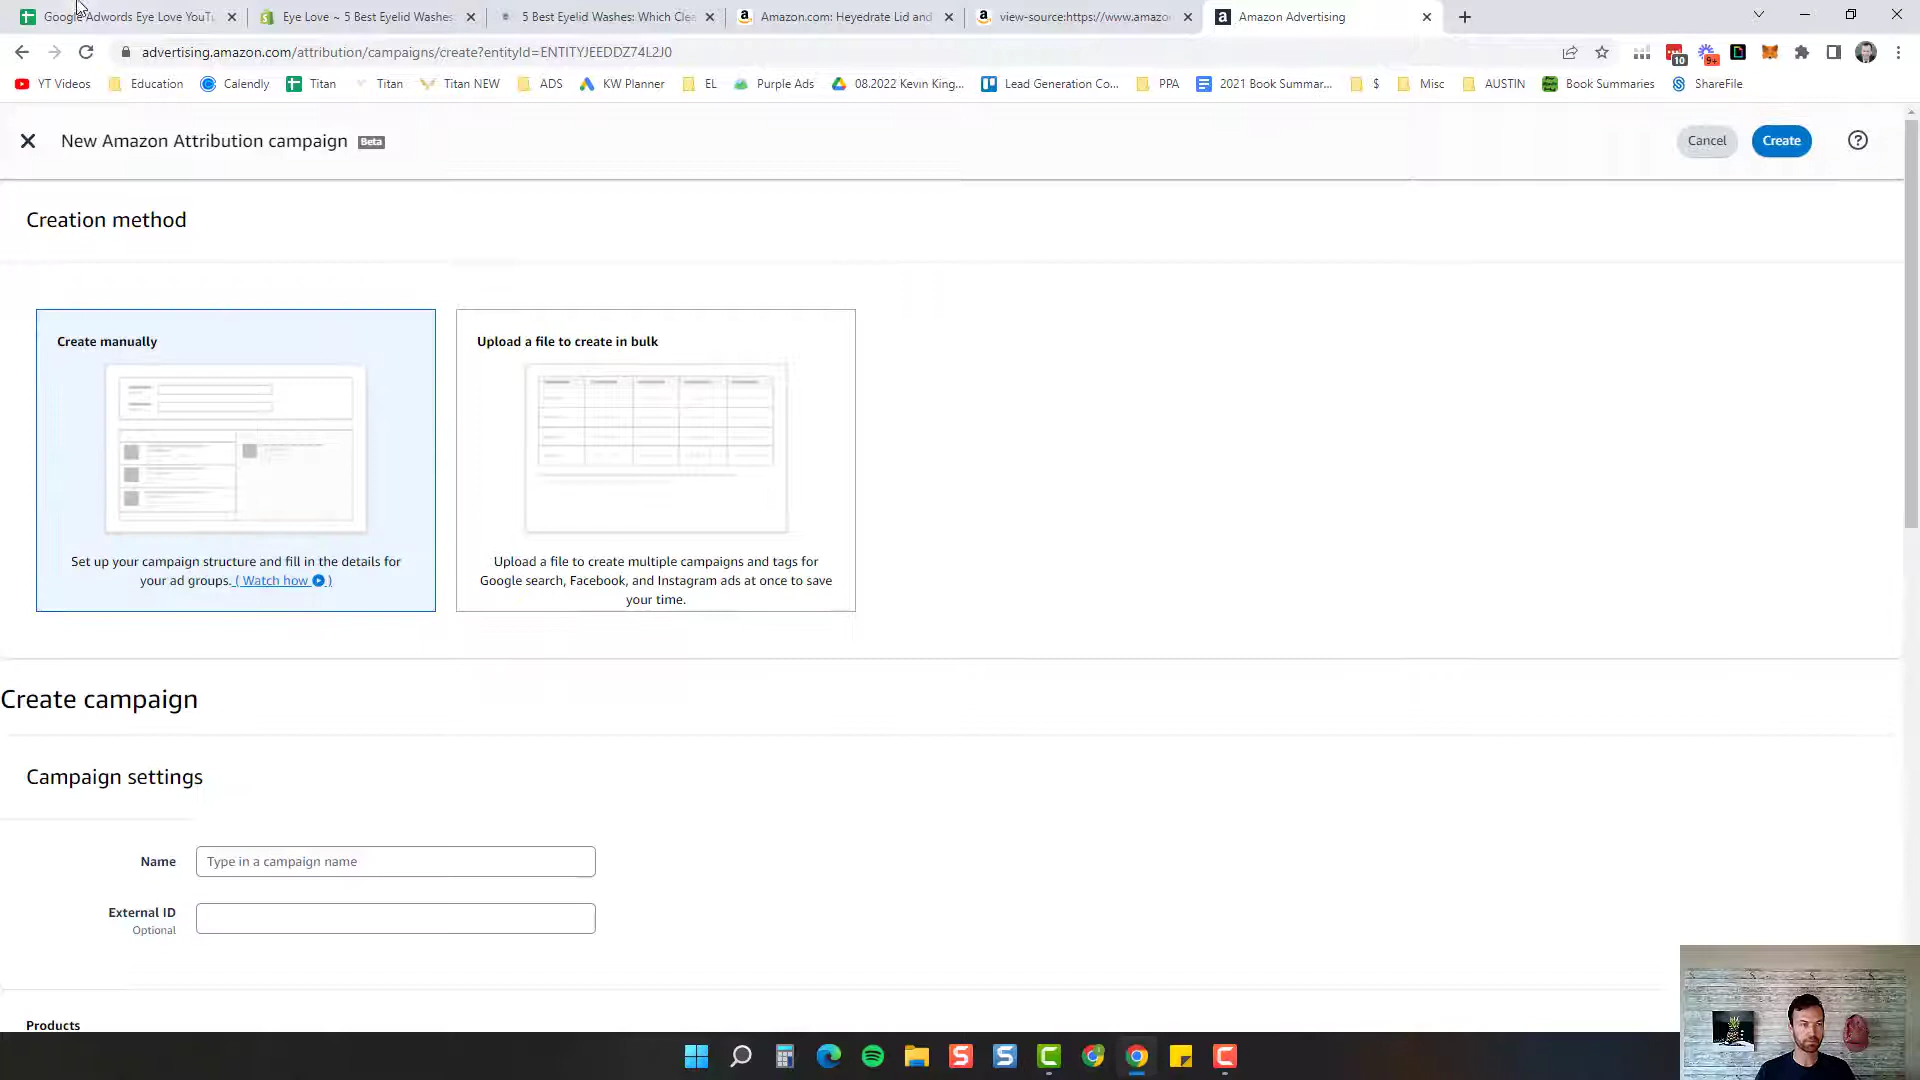 Google Adwords Eye Love YouTu
Eye Love ~ 5 Best Eyelid Washes
5 Best Eyelid Washes: Which Clea
Amazon.com: Heyedrate Lid and
view-source:https://www.amazo
Amazon Advertising
advertising.amazon.com/attribution/campaigns/create?entityId=ENTITYJEEDDZ74L2J0
10
9+
YT Videos
Education
Calendly
Titan
Titan
Titan NEW
ADS
KW Planner
EL
Purple Ads
08.2022 Kevin King...
Lead Generation Co...
PPA
2021 Book Summar...
$
Misc
AUSTIN
Book Summaries
ShareFile
New Amazon Attribution campaign
Beta
Cancel
Create
Creation method
Create manually
Set up your campaign structure and fill in the details for
your ad groups. ( Watch how )
Upload a file to create in bulk
Upload a file to create multiple campaigns and tags for
Google search, Facebook, and Instagram ads at once to save
your time.
Create campaign
Campaign settings
Name
Type in a campaign name
External ID
Optional
Products